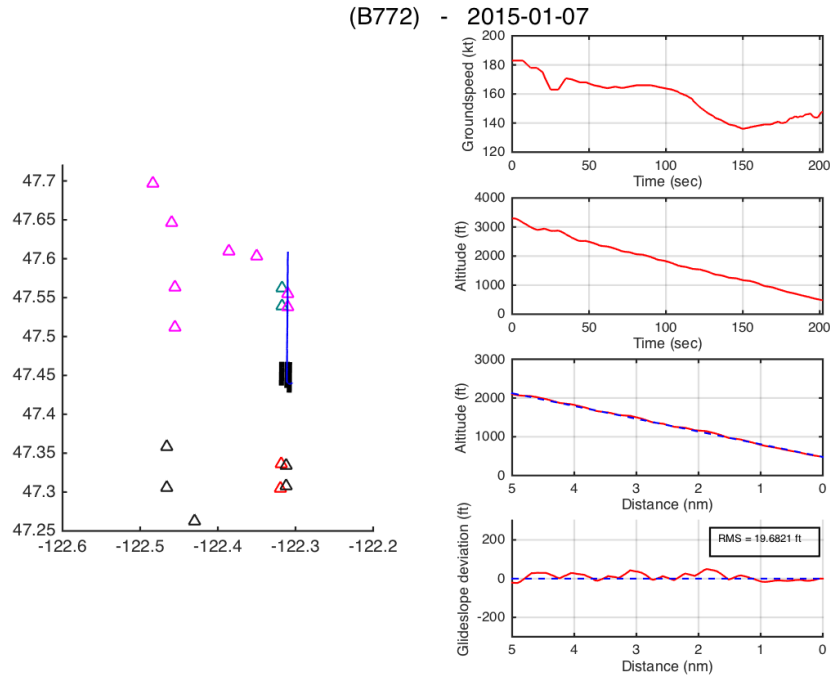 (B772) - 2015-01-07
47.7
47.65
47.6
47.55
47.5
47.45
47.4
47.35
47.3
47.25
-122.6 -122.5 -122.4 -122.3 -122.2
Groundspeed (kt)
200
180
160
140
120
0 50 100 150 200
Time (sec)
Altitude (ft)
4000
3000
2000
1000
0
0 50 100 150 200
Time (sec)
Altitude (ft)
3000
2000
1000
0
5 4 3 2 1 0
Distance (nm)
Glideslope deviation (ft)
200
0
-200
RMS = 19.6821 ft
5 4 3 2 1 0
Distance (nm)